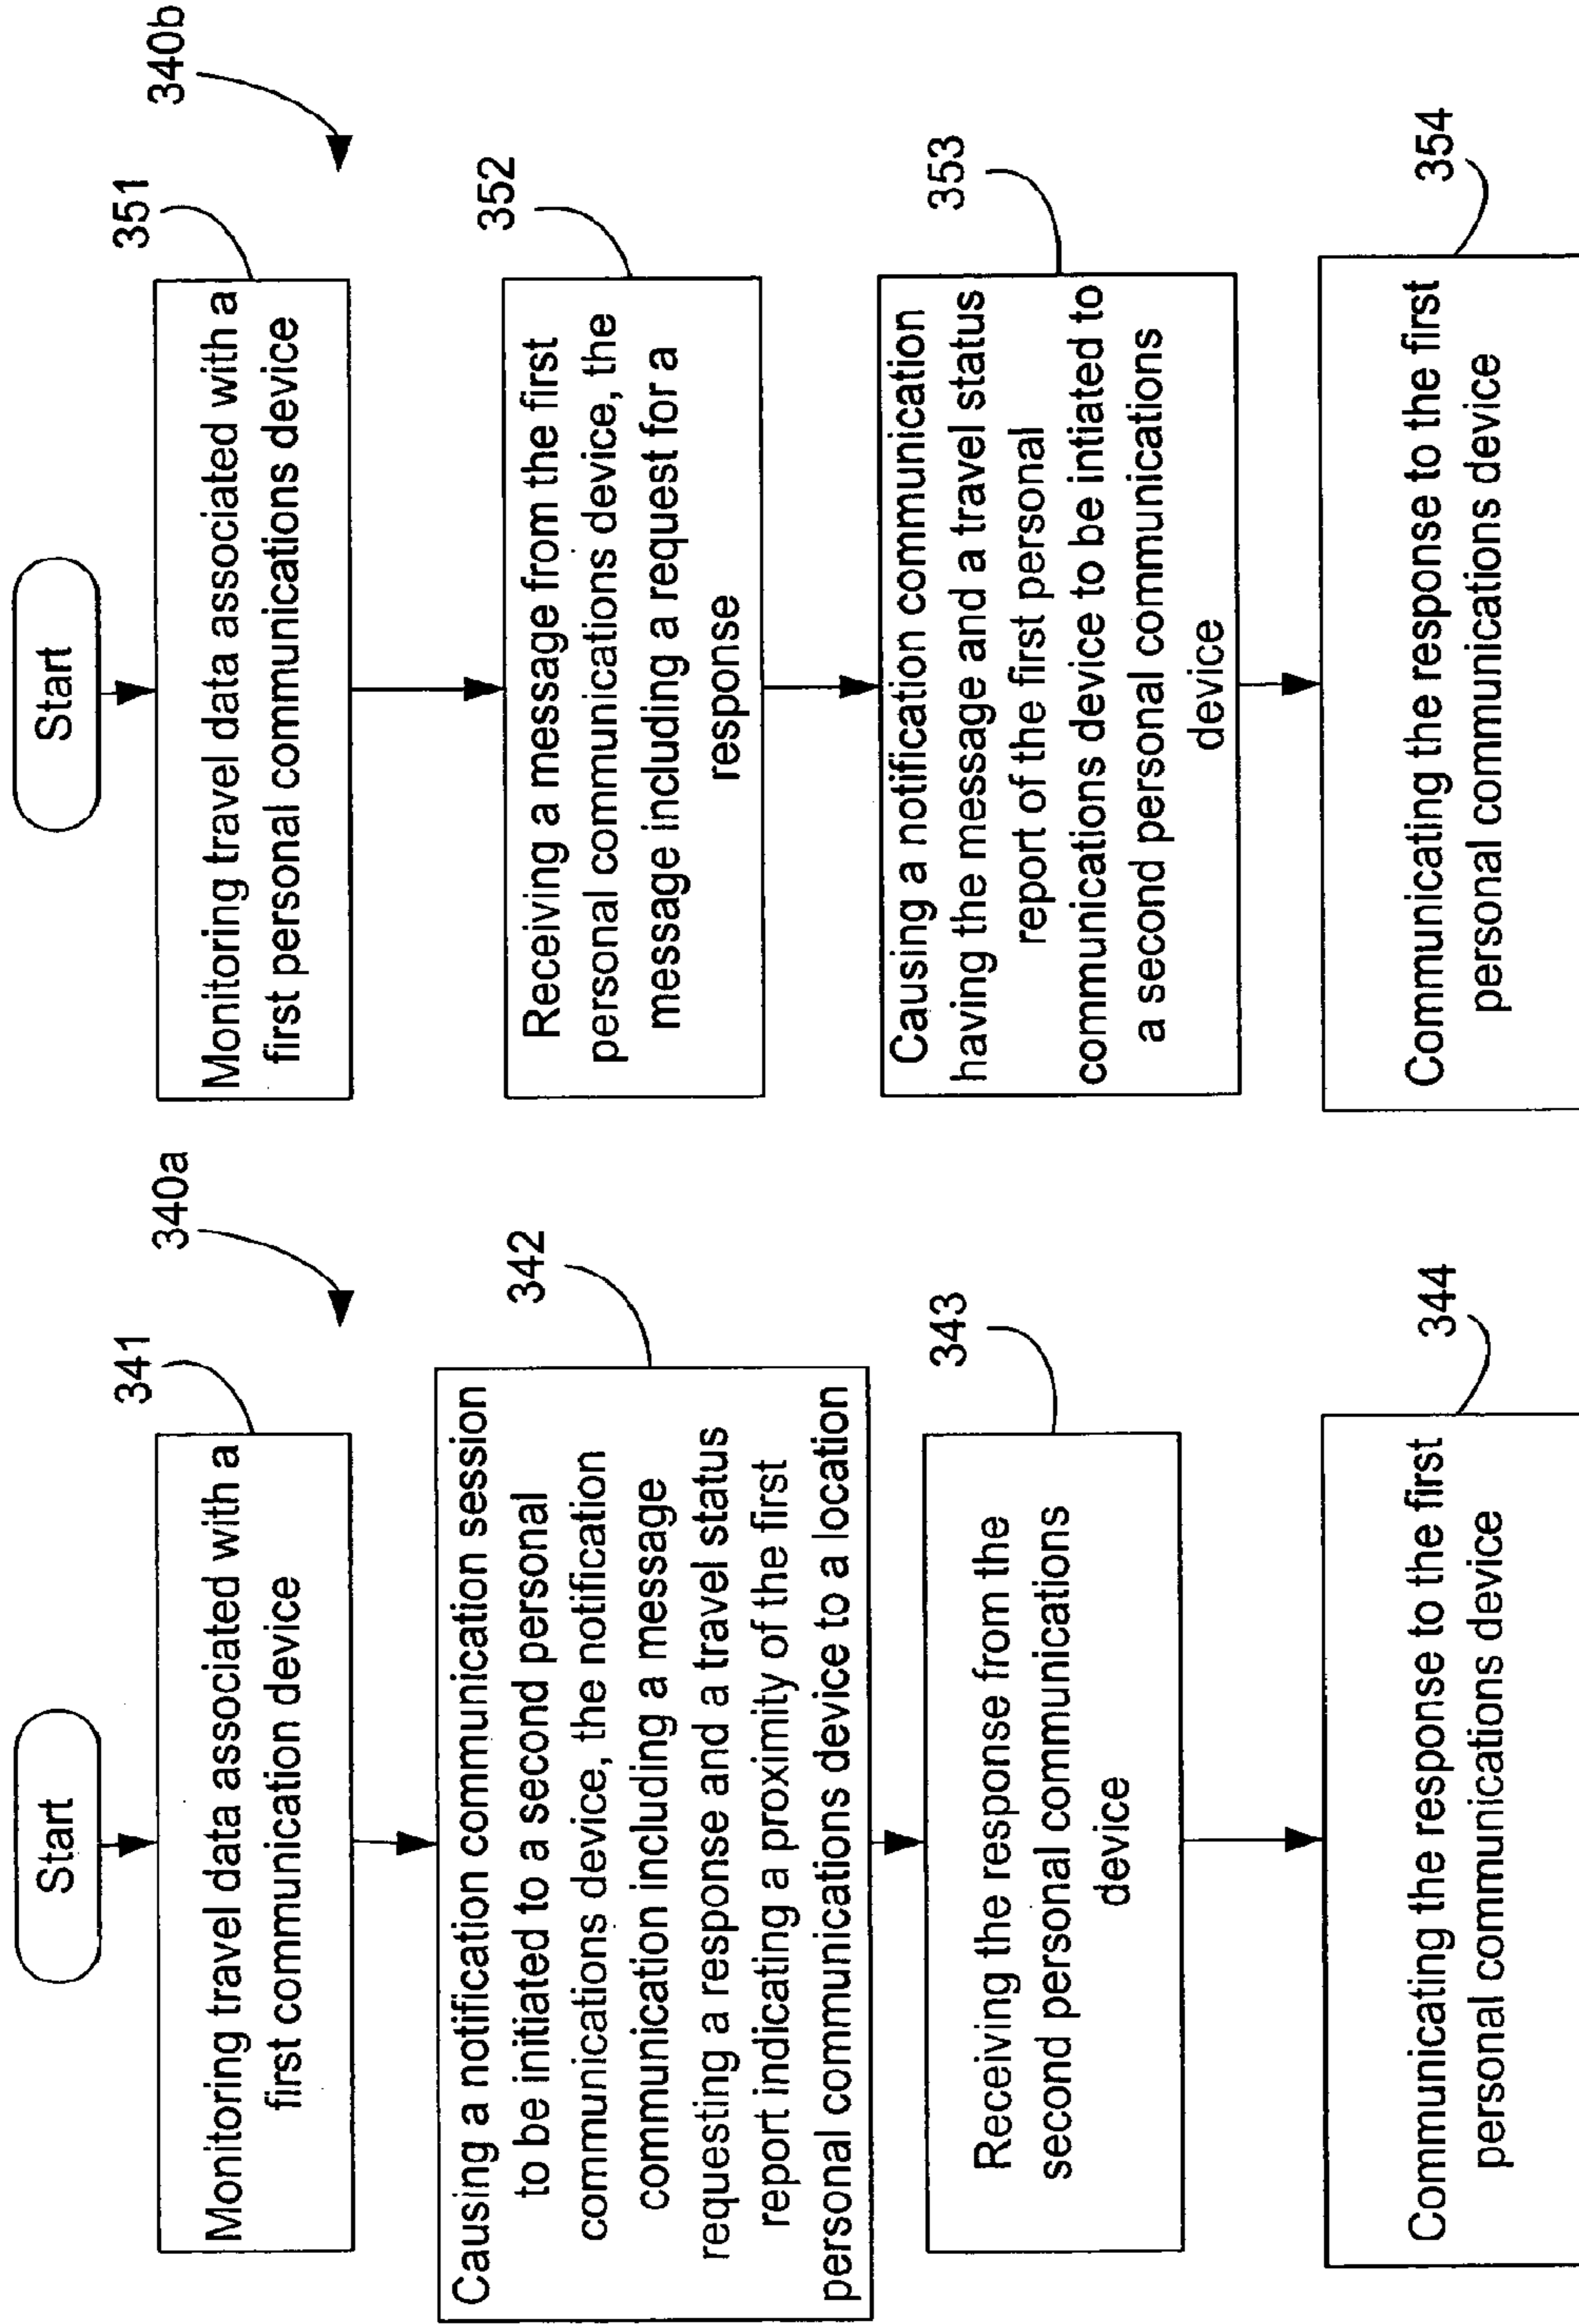 Start
340a
341
Monitoring travel data associated with a
first communication device
342
Causing a notification communication session
to be initiated to a second personal
communications device, the notification
communication including a message
requesting a response and a travel status
report indicating a proximity of the first
personal communications device to a location
343
Receiving the response from the
second personal communications
device
344
Communicating the response to the first
personal communications device
Start
340b
351
Monitoring travel data associated with a
first personal communications device
352
Receiving a message from the first
personal communications device, the
message including a request for a
response
353
Causing a notification communication
having the message and a travel status
report of the first personal
communications device to be intiated to
a second personal communications
device
354
Communicating the response to the first
personal communications device